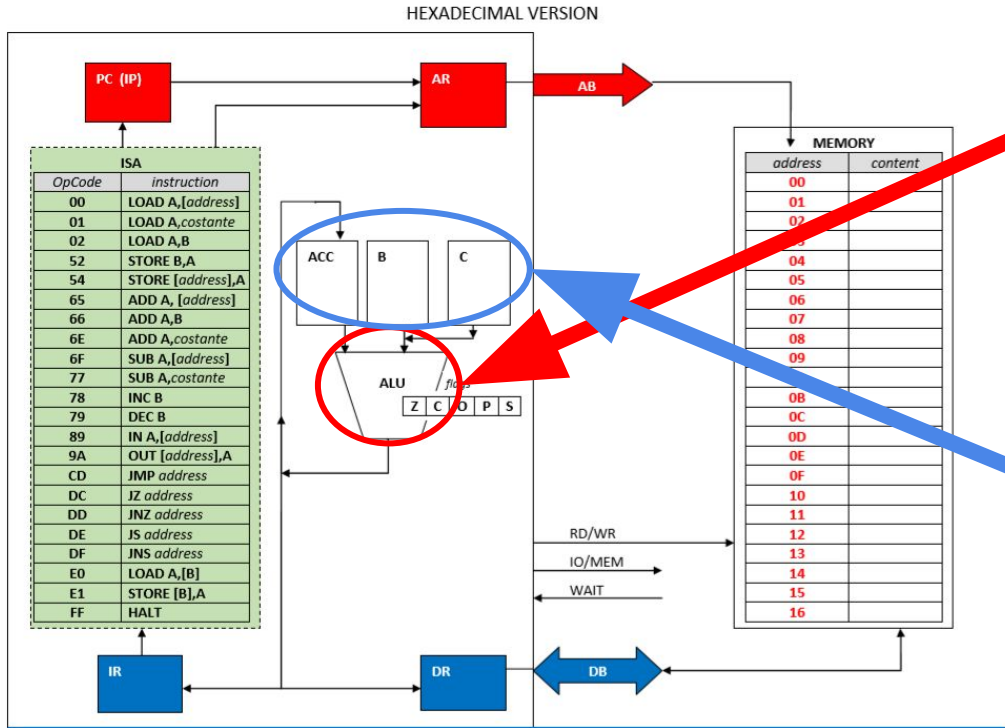 HEXADECIMAL VERSION
PC (IP)
AR
AB
ISA
OpCode instruction
00 LOAD A,[address]
01 LOAD A,costante
02 LOAD A,B
52 STORE B,A
54 STORE [address],A
65 ADD A, [address]
66 ADD A,B
6E ADD A,costante
6F SUB A,[address]
77 SUB A,costante
78 INC B
79 DEC B
89 IN A,[address]
9A OUT [address],A
CD JMP address
DC JZ address
DD JNZ address
DE JS address
DF JNS address
E0 LOAD A,[B]
E1 STORE [B],A
FF HALT
ACC B C
ALU
Z C O P S
RD/WR
IO/MEM
WAIT
MEMORY
address content
00
01
02
04
05
06
07
08
09
0B
0C
0D
0E
0F
10
11
12
13
14
15
16
IR
DR
DB